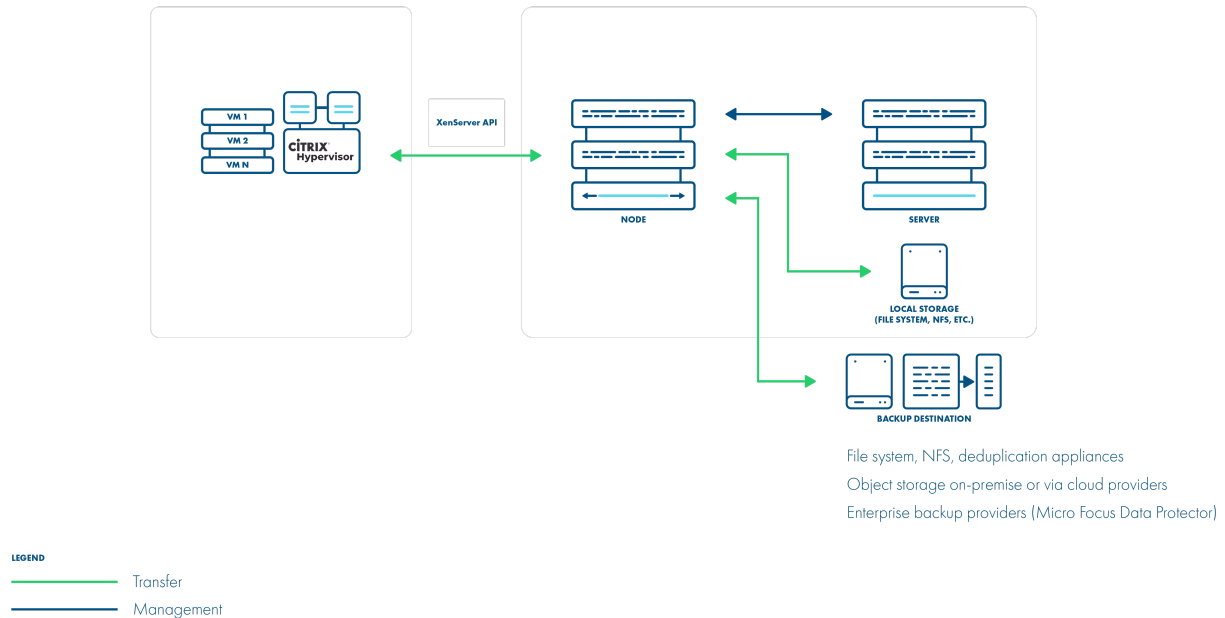 VM 1
VM 2
VM N
CİTRIX
Hypervisor
XenServer API
NODE
SERVER
LOCAL STORAGE
(FILE SYSTEM, NFS, ETC.)
BACKUP DESTINATION
File system, NFS, deduplication appliances
Object storage on-premise or via cloud providers
Enterprise backup providers (Micro Focus Data Protector)
LEGEND
Transfer
Management